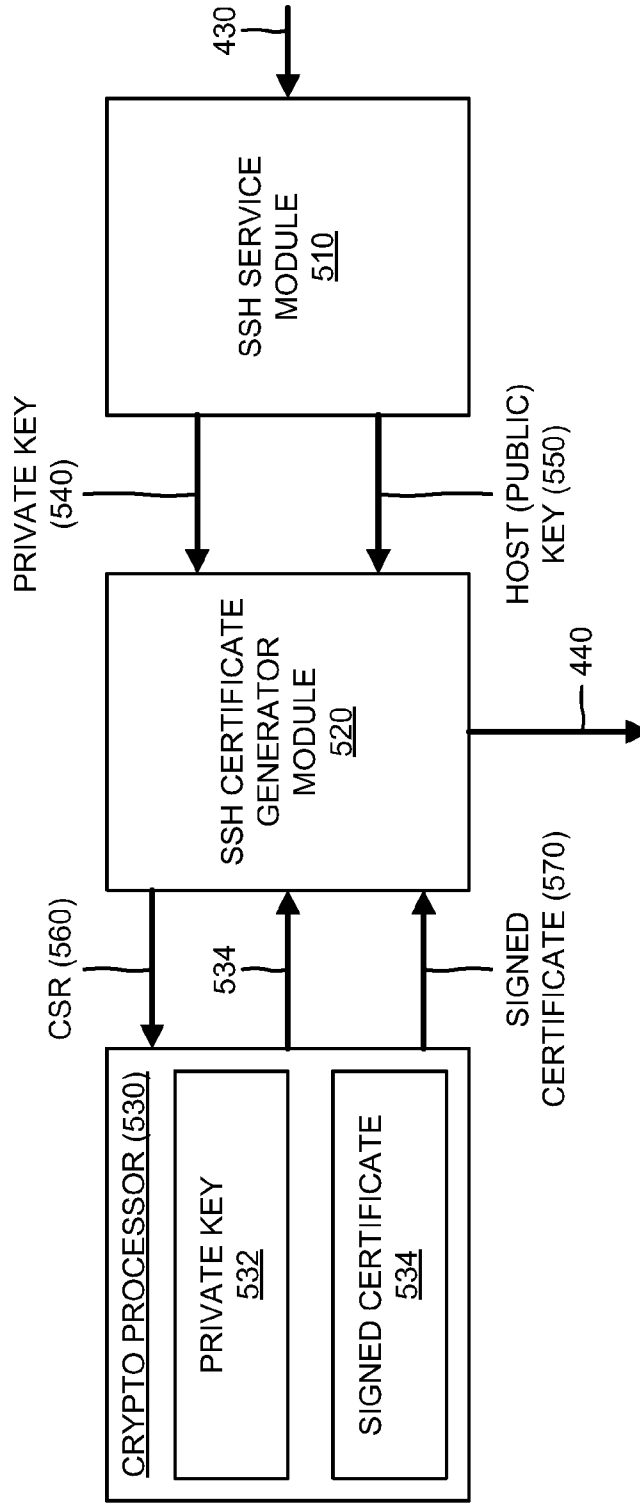 CRYPTO PROCESSOR (530)
PRIVATE KEY
532
SIGNED CERTIFICATE
534
CSR (560)
534
SIGNED
CERTIFICATE (570)
SSH CERTIFICATE
GENERATOR
MODULE
520
440
PRIVATE KEY
(540)
HOST (PUBLIC)
KEY (550)
SSH SERVICE
MODULE
510
430